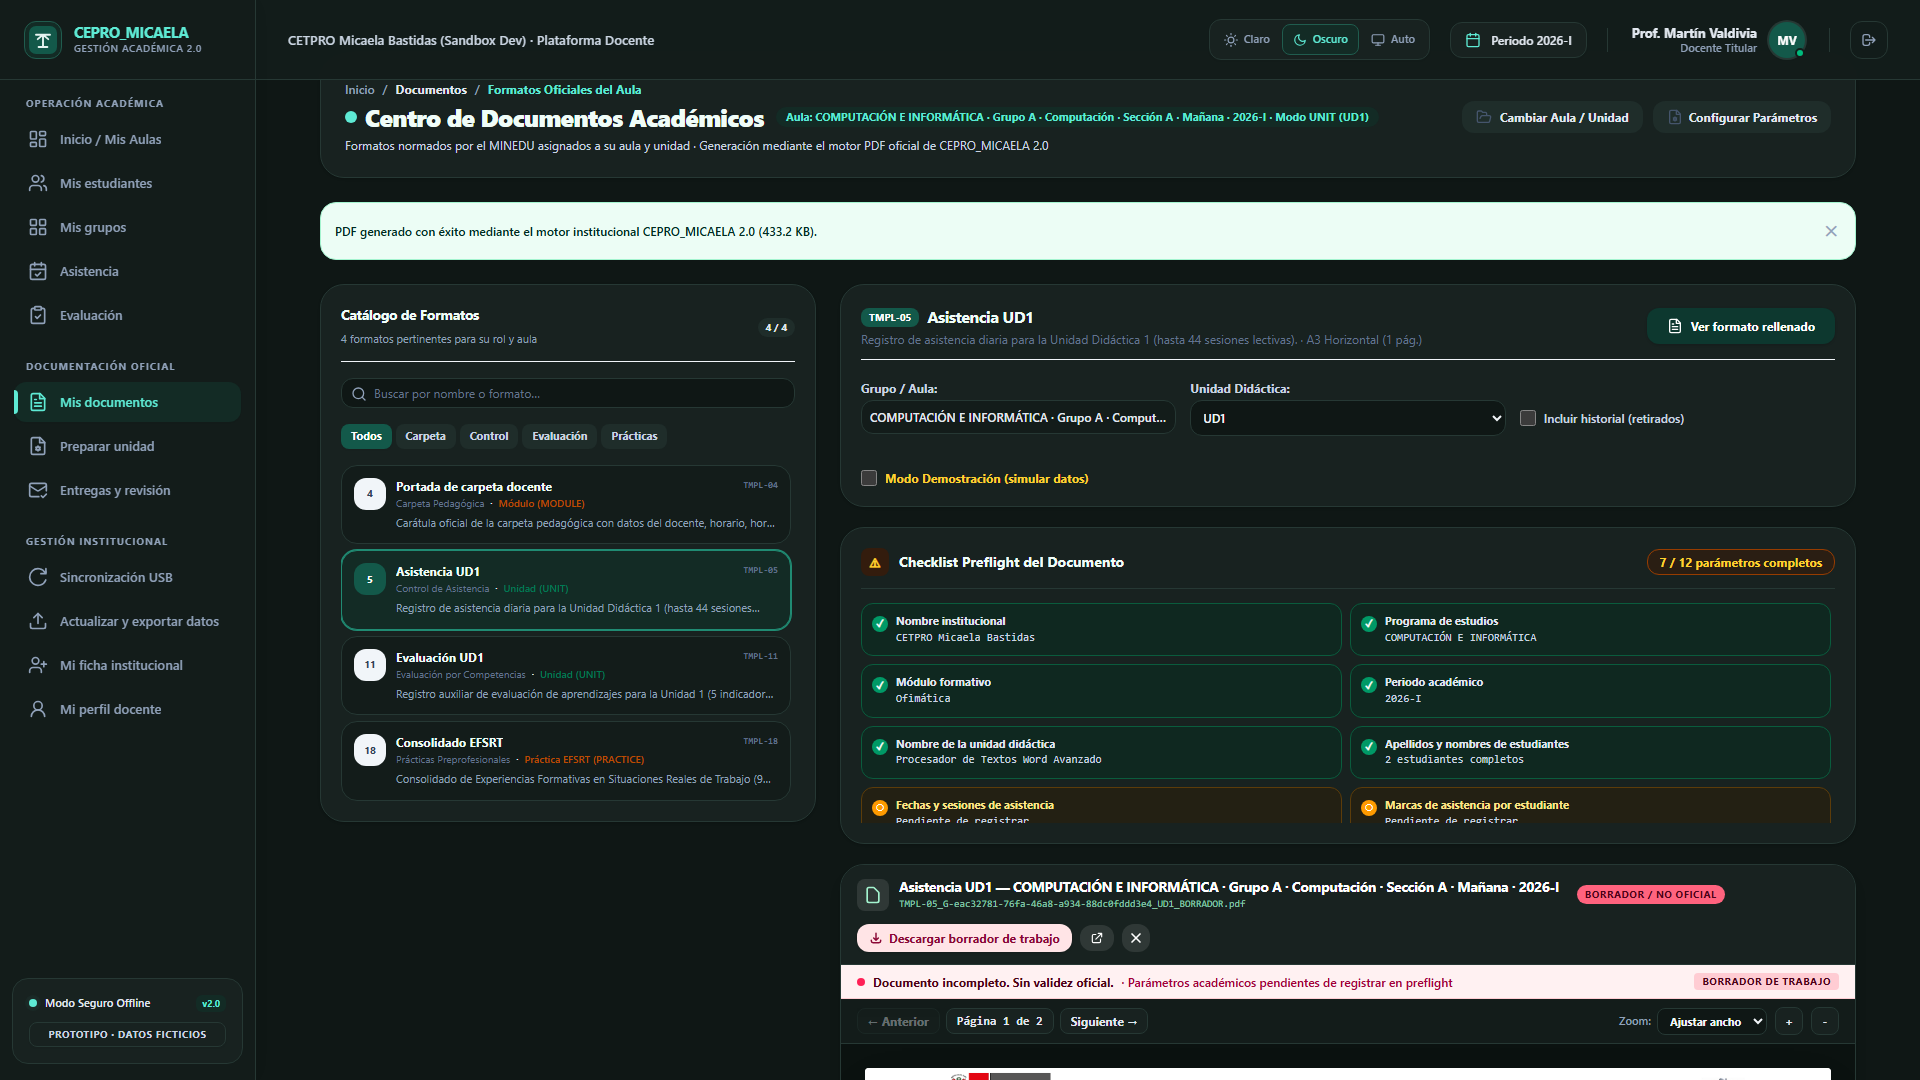 CEPRO_MICAELA
GESTIÓN ACADÉMICA 2.0
CETPRO Micaela Bastidas (Sandbox Dev) · Plataforma Docente
Claro
Oscuro
Auto
Periodo 2026-I
Prof. Martín Valdivia
Docente Titular
MV
OPERACIÓN ACADÉMICA
Inicio / Mis Aulas
Mis estudiantes
Mis grupos
Asistencia
Evaluación
DOCUMENTACIÓN OFICIAL
Mis documentos
Preparar unidad
Entregas y revisión
GESTIÓN INSTITUCIONAL
Sincronización USB
Actualizar y exportar datos
Mi ficha institucional
Mi perfil docente
Modo Seguro Offline
v2.0
PROTOTIPO · DATOS FICTICIOS
Inicio / Documentos / Formatos Oficiales del Aula
Centro de Documentos Académicos
Aula: COMPUTACIÓN E INFORMÁTICA · Grupo A · Computación · Sección A · Mañana · 2026-I · Modo UNIT (UD1)
Formatos normados por el MINEDU asignados a su aula y unidad · Generación mediante el motor PDF oficial de CEPRO_MICAELA 2.0
Cambiar Aula / Unidad
Configurar Parámetros
PDF generado con éxito mediante el motor institucional CEPRO_MICAELA 2.0 (433.2 KB).
Catálogo de Formatos
4 formatos pertinentes para su rol y aula
4 / 4
Buscar por nombre o formato...
Todos
Carpeta
Control
Evaluación
Prácticas
4
Portada de carpeta docente
TMPL-04
Carpeta Pedagógica · Módulo (MODULE)
Carátula oficial de la carpeta pedagógica con datos del docente, horario, hor...
5
Asistencia UD1
TMPL-05
Control de Asistencia · Unidad (UNIT)
Registro de asistencia diaria para la Unidad Didáctica 1 (hasta 44 sesiones...
11
Evaluación UD1
TMPL-11
Evaluación por Competencias · Unidad (UNIT)
Registro auxiliar de evaluación de aprendizajes para la Unidad 1 (5 indicador...
18
Consolidado EFSRT
TMPL-18
Prácticas Preprofesionales · Práctica EFSRT (PRACTICE)
Consolidado de Experiencias Formativas en Situaciones Reales de Trabajo (9...
TMPL-05
Asistencia UD1
Registro de asistencia diaria para la Unidad Didáctica 1 (hasta 44 sesiones lectivas). · A3 Horizontal (1 pág.)
Ver formato rellenado
Grupo / Aula:
COMPUTACIÓN E INFORMÁTICA · Grupo A · Comput...
Unidad Didáctica:
UD1
Incluir historial (retirados)
Modo Demostración (simular datos)
Checklist Preflight del Documento
7 / 12 parámetros completos
Nombre institucional
CETPRO Micaela Bastidas
Programa de estudios
COMPUTACIÓN E INFORMÁTICA
Módulo formativo
Ofimática
Periodo académico
2026-I
Nombre de la unidad didáctica
Procesador de Textos Word Avanzado
Apellidos y nombres de estudiantes
2 estudiantes completos
Fechas y sesiones de asistencia
Pendiente de registrar
Marcas de asistencia por estudiante
Pendiente de registrar
Asistencia UD1 — COMPUTACIÓN E INFORMÁTICA · Grupo A · Computación · Sección A · Mañana · 2026-I
TMPL-05_G-eac32781-76fa-46a8-a934-88dc0fddd3e4_UD1_BORRADOR.pdf
BORRADOR / NO OFICIAL
Descargar borrador de trabajo
Documento incompleto. Sin validez oficial. · Parámetros académicos pendientes de registrar en preflight
BORRADOR DE TRABAJO
← Anterior
Página 1 de 2
Siguiente →
Zoom:
Ajustar ancho
+
-